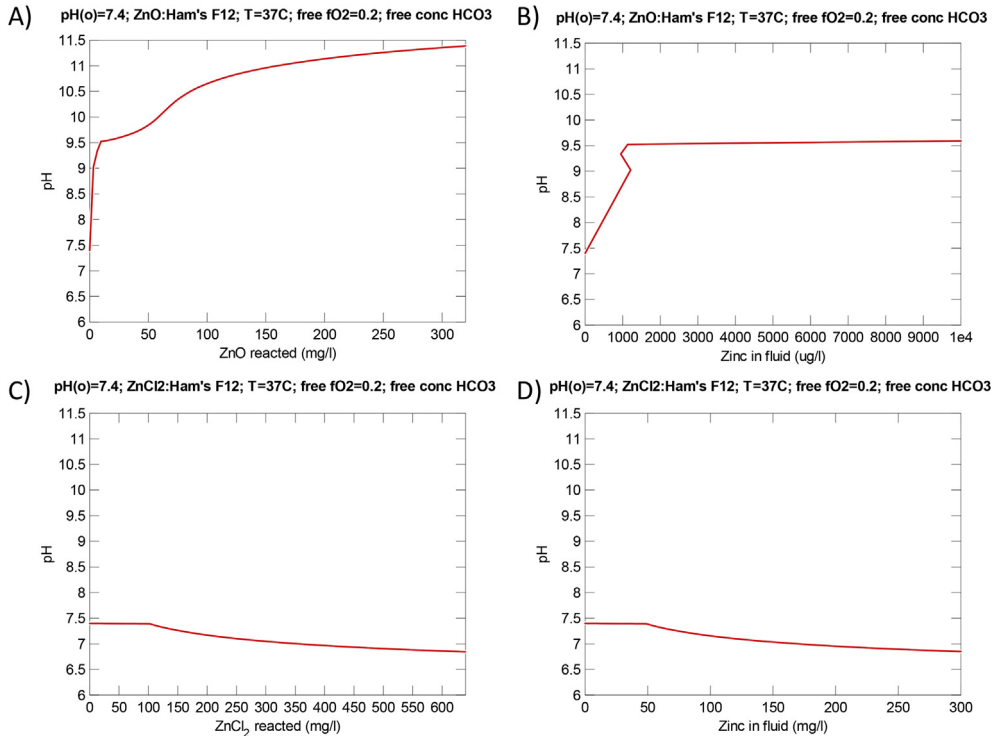 A)
pH(o)=7.4; ZnO:Ham's F12; T=37C; free fO2=0.2; free conc HCO3
11.5
11
10.5
10
9.5
9
8.5
8
7.5
7
6.5
6
pH
0 50 100 150 200 250 300
ZnO reacted (mg/l)
B)
pH(o)=7.4; ZnO:Ham's F12; T=37C; free fO2=0.2; free conc HCO3
11.5
11
10.5
10
9.5
9
8.5
8
7.5
7
6.5
6
pH
0 1000 2000 3000 4000 5000 6000 7000 8000 9000 1e4
Zinc in fluid (ug/l)
C)
pH(o)=7.4; ZnCl2:Ham's F12; T=37C; free fO2=0.2; free conc HCO3
11.5
11
10.5
10
9.5
9
8.5
8
7.5
7
6.5
6
pH
0 50 100 150 200 250 300 350 400 450 500 550 600
ZnCl2 reacted (mg/l)
D)
pH(o)=7.4; ZnCl2:Ham's F12; T=37C; free fO2=0.2; free conc HCO3
11.5
11
10.5
10
9.5
9
8.5
8
7.5
7
6.5
6
pH
0 50 100 150 200 250 300
Zinc in fluid (mg/l)